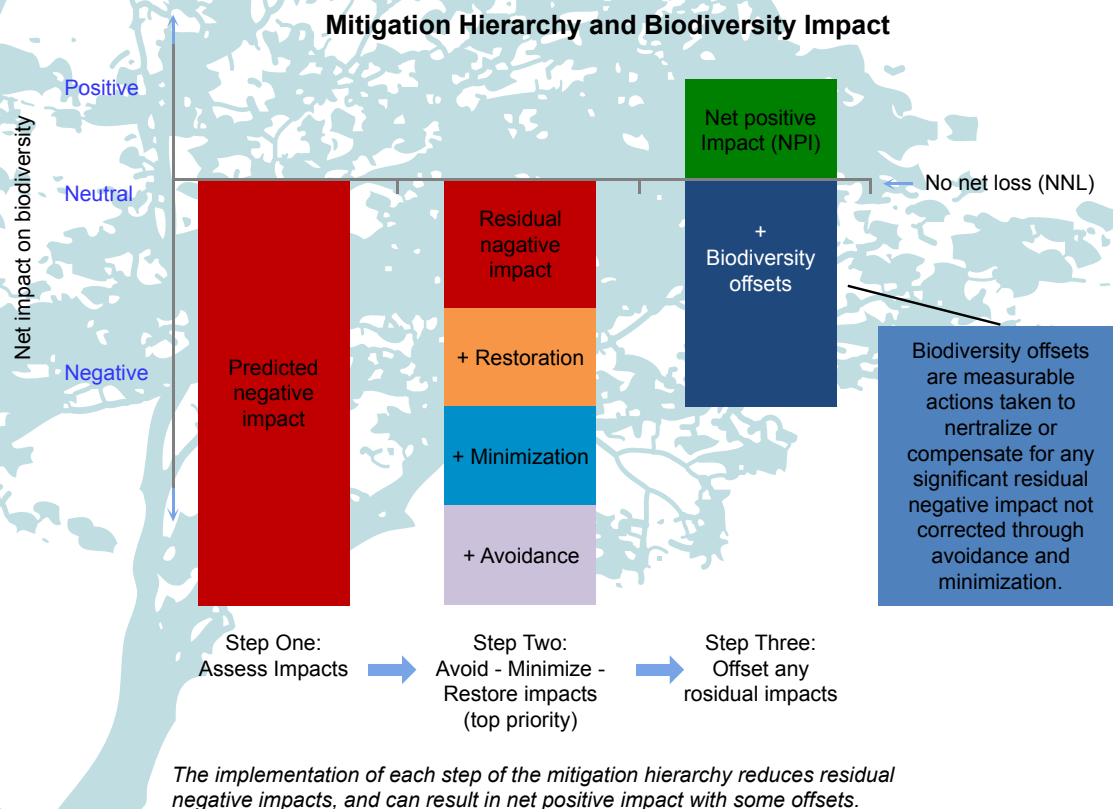 Mitigation Hierarchy and Biodiversity Impact
Net impact on biodiversity
Positive
Neutral
Negative
Predicted
negative
impact
Residual
nagative
impact
+ Restoration
+ Minimization
+ Avoidance
Net positive
Impact (NPI)
+
Biodiversity
offsets
No net loss (NNL)
Biodiversity offsets
are measurable
actions taken to
nertralize or
compensate for any
significant residual
negative impact not
corrected through
avoidance and
minimization.
Step One:
Assess Impacts
Step Two:
Avoid - Minimize -
Restore impacts
(top priority)
Step Three:
Offset any
rosidual impacts
The implementation of each step of the mitigation hierarchy reduces residual
negative impacts, and can result in net positive impact with some offsets.